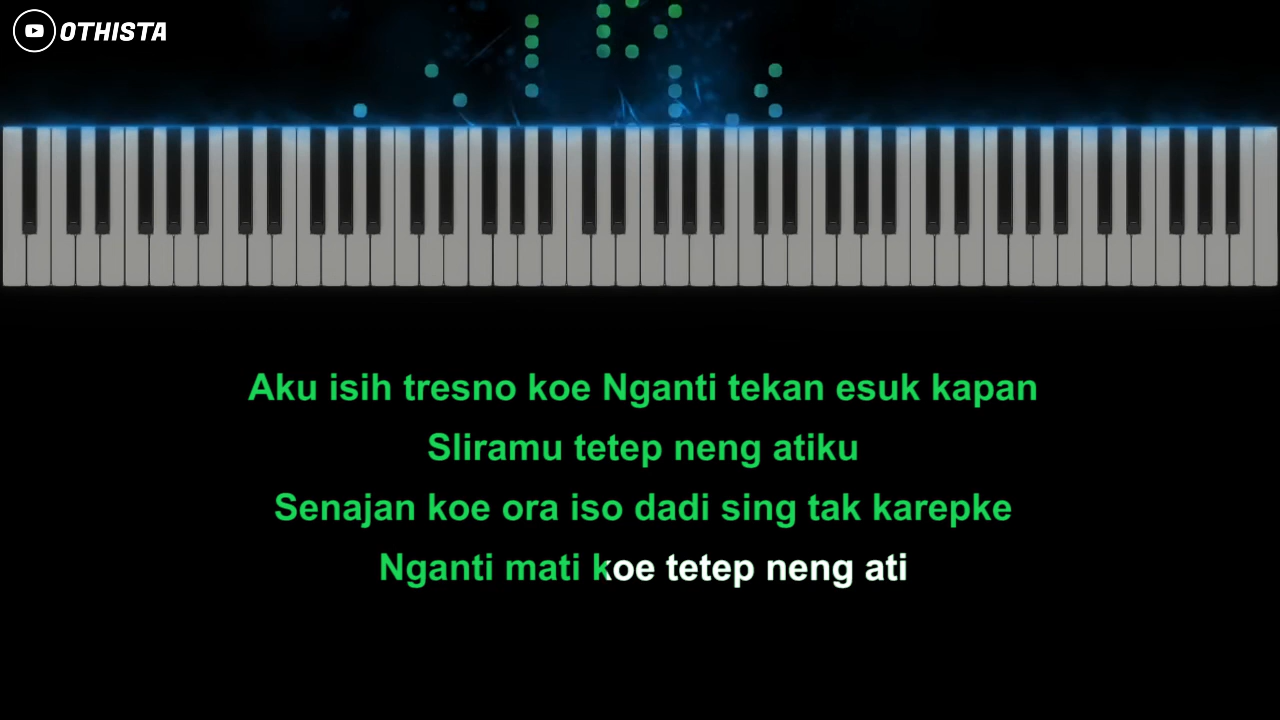 OTHISTA
Aku isih tresno koe Nganti tekan esuk kapan
Sliramu tetep neng atiku
Senajan koe ora iso dadi sing tak karepke
Nganti mati koe tetep neng ati